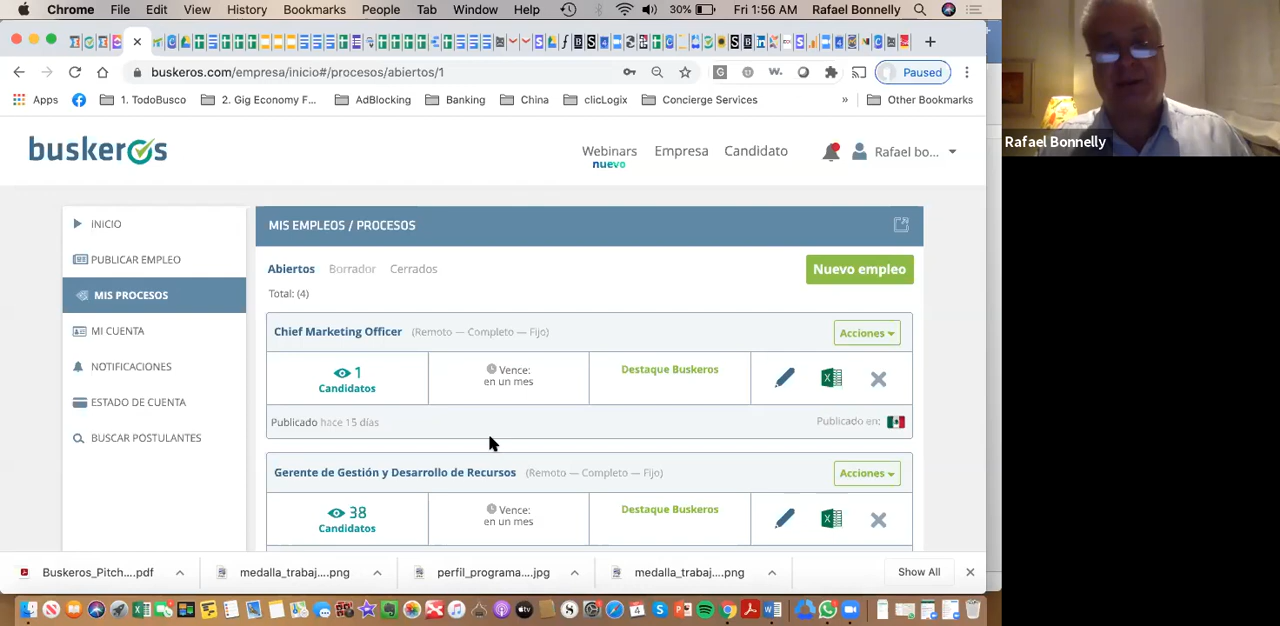 Chrome File Edit View History Bookmarks People Tab Window Help 30% Fri 1:56 AM Rafael Bonnelly
buskeros.com/empresa/inicio#/procesos/abiertos/1 Paused
Apps 1. TodoBusco 2. Gig Economy F... AdBlocking Banking China clicLogix Concierge Services » Other Bookmarks
Rafael Bonnelly
buskeros
Webinars Empresa Candidato Rafael bo...
nuevo
INICIO
PUBLICAR EMPLEO
MIS PROCESOS
MI CUENTA
NOTIFICACIONES
ESTADO DE CUENTA
BUSCAR POSTULANTES
MIS EMPLEOS / PROCESOS
Abiertos Borrador Cerrados
Nuevo empleo
Total: (4)
Chief Marketing Officer (Remoto — Completo — Fijo) Acciones
1
Candidatos
Vence:
en un mes
Destaque Buskeros
Publicado hace 15 días Publicado en:
Gerente de Gestión y Desarrollo de Recursos (Remoto — Completo — Fijo) Acciones
38
Candidatos
Vence:
en un mes
Destaque Buskeros
Buskeros_Pitch....pdf medalla_trabaj....png perfil_programa....jpg medalla_trabaj....png Show All